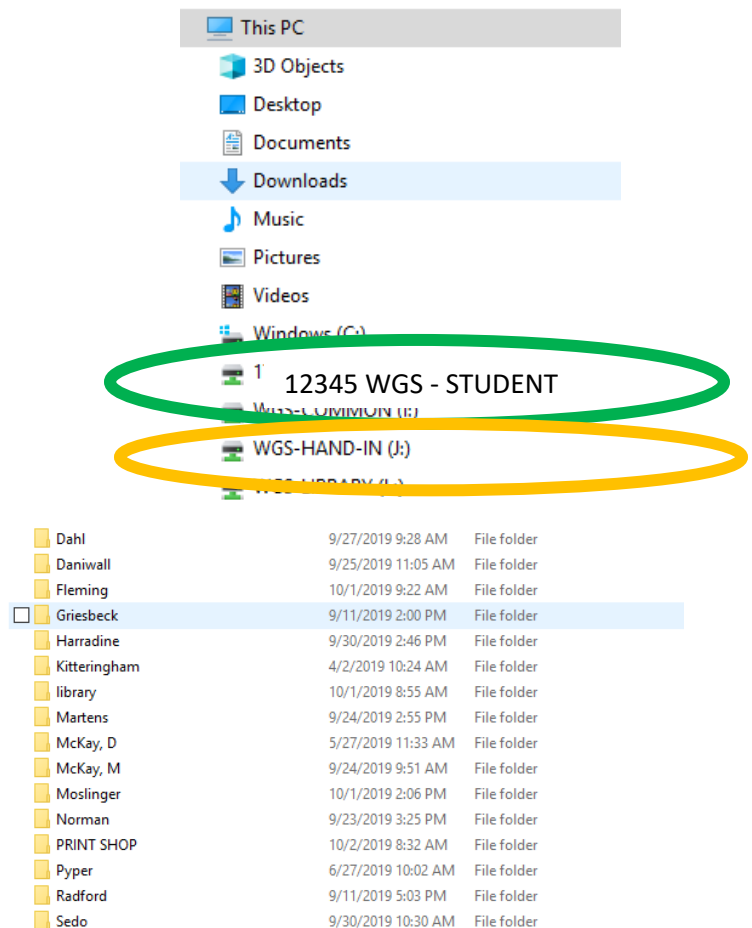 This PC
3D Objects
Desktop
Documents
Downloads
Music
Pictures
Videos
Windows (C:)
12345 WGS - STUDENT
WGS-COMMON (I:)
WGS-HAND-IN (J:)
WGS-LIBRARY
Dahl 9/27/2019 9:28 AM File folder
Daniwall 9/25/2019 11:05 AM File folder
Fleming 10/1/2019 9:22 AM File folder
Griesbeck 9/11/2019 2:00 PM File folder
Harradine 9/30/2019 2:46 PM File folder
Kitteringham 4/2/2019 10:24 AM File folder
library 10/1/2019 8:55 AM File folder
Martens 9/24/2019 2:55 PM File folder
McKay, D 5/27/2019 11:33 AM File folder
McKay, M 9/24/2019 9:51 AM File folder
Moslinger 10/1/2019 2:06 PM File folder
Norman 9/23/2019 3:25 PM File folder
PRINT SHOP 10/2/2019 8:32 AM File folder
Pyper 6/27/2019 10:02 AM File folder
Radford 9/11/2019 5:03 PM File folder
Sedo 9/30/2019 10:30 AM File folder